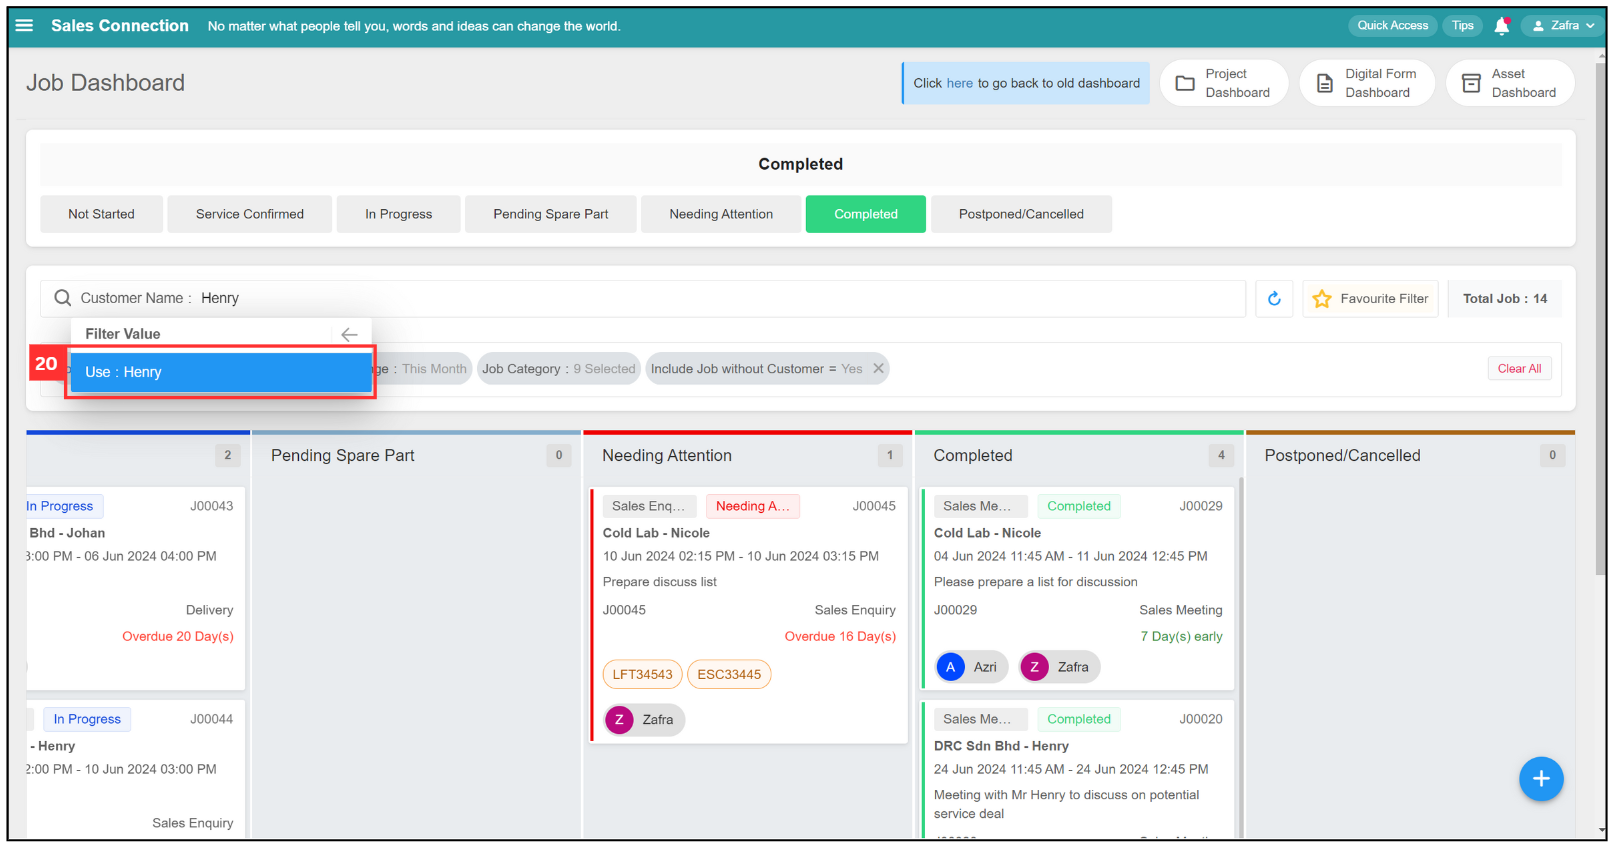 Sales Connection No matter what people tell you, words and ideas can change the world. Quick Access Tips Zafra
Job Dashboard
Click here to go back to old dashboard
Project Dashboard
Digital Form Dashboard
Asset Dashboard
Completed
Not Started Service Confirmed In Progress Pending Spare Part Needing Attention Completed Postponed/Cancelled
Customer Name : Henry
Favourite Filter
Total Job : 14
Filter Value
20
Use : Henry
ge : This Month
Job Category : 9 Selected
Include Job without Customer = Yes
Clear All
2
In Progress J00043
Bhd - Johan
3:00 PM - 06 Jun 2024 04:00 PM
Delivery
Overdue 20 Day(s)
In Progress J00044
- Henry
2:00 PM - 10 Jun 2024 03:00 PM
Sales Enquiry
Pending Spare Part 0
Needing Attention 1
Sales Enq... Needing A... J00045
Cold Lab - Nicole
10 Jun 2024 02:15 PM - 10 Jun 2024 03:15 PM
Prepare discuss list
J00045 Sales Enquiry
Overdue 16 Day(s)
LFT34543 ESC33445
Z Zafra
Completed 4
Sales Me... Completed J00029
Cold Lab - Nicole
04 Jun 2024 11:45 AM - 11 Jun 2024 12:45 PM
Please prepare a list for discussion
J00029 Sales Meeting
7 Day(s) early
A Azri Z Zafra
Sales Me... Completed J00020
DRC Sdn Bhd - Henry
24 Jun 2024 11:45 AM - 24 Jun 2024 12:45 PM
Meeting with Mr Henry to discuss on potential
service deal
Postponed/Cancelled 0